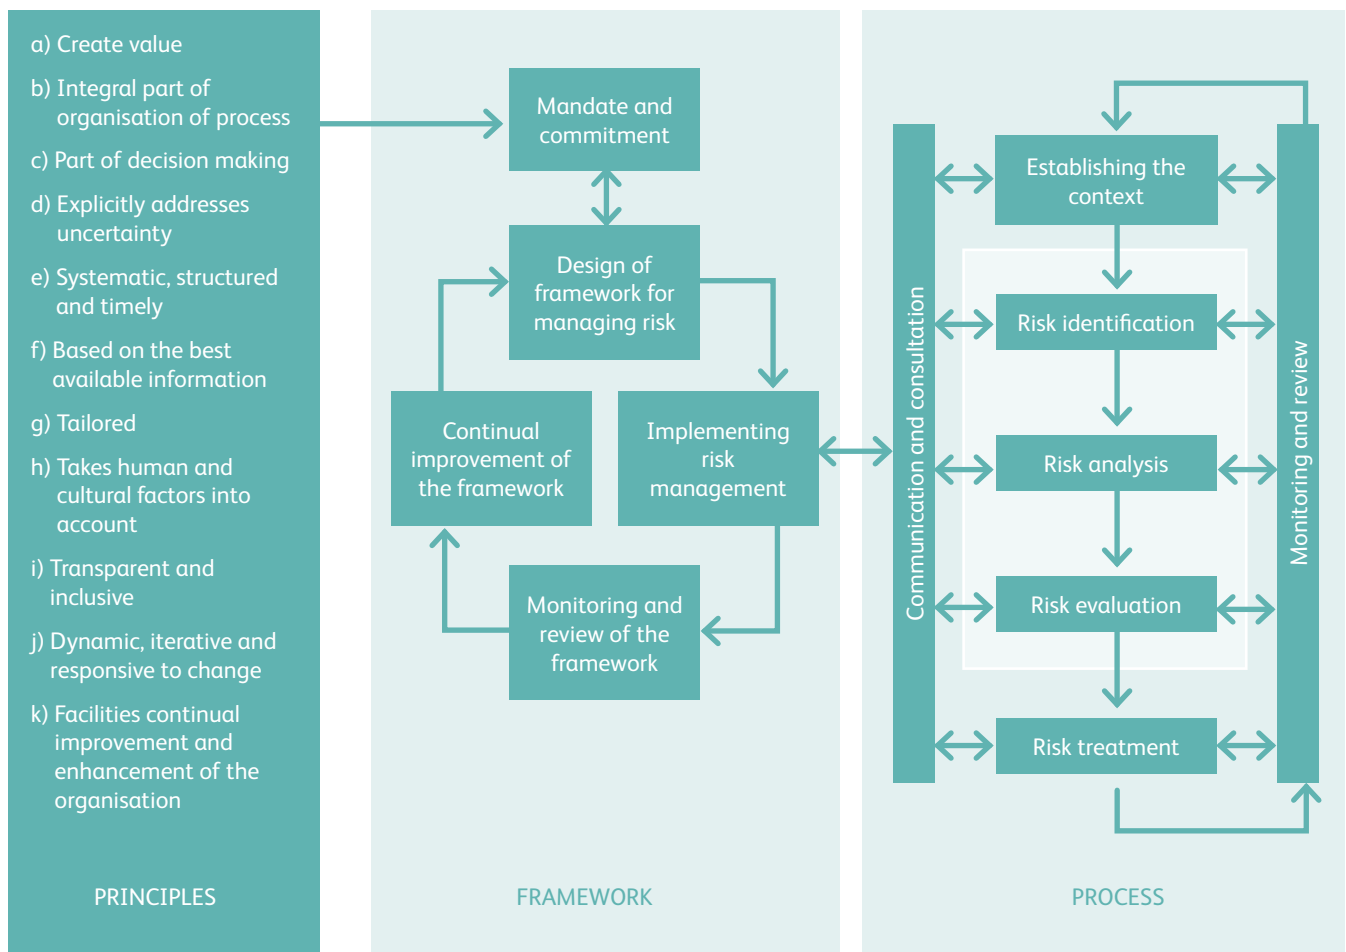 a) Create value
b) Integral part of
organisation of process
c) Part of decision making
d) Explicitly addresses
uncertainty
e) Systematic, structured
and timely
f) Based on the best
available information
g) Tailored
h) Takes human and
cultural factors into
account
i) Transparent and
inclusive
j) Dynamic, iterative and
responsive to change
k) Facilities continual
improvement and
enhancement of the
organisation
PRINCIPLES
Mandate and
commitment
Design of
framework for
managing risk
Continual
improvement of
the framework
Implementing
risk
management
Monitoring and
review of the
framework
FRAMEWORK
Communication and consultation
Establishing the
context
Risk identification
Risk analysis
Risk evaluation
Risk treatment
Monitoring and review
PROCESS